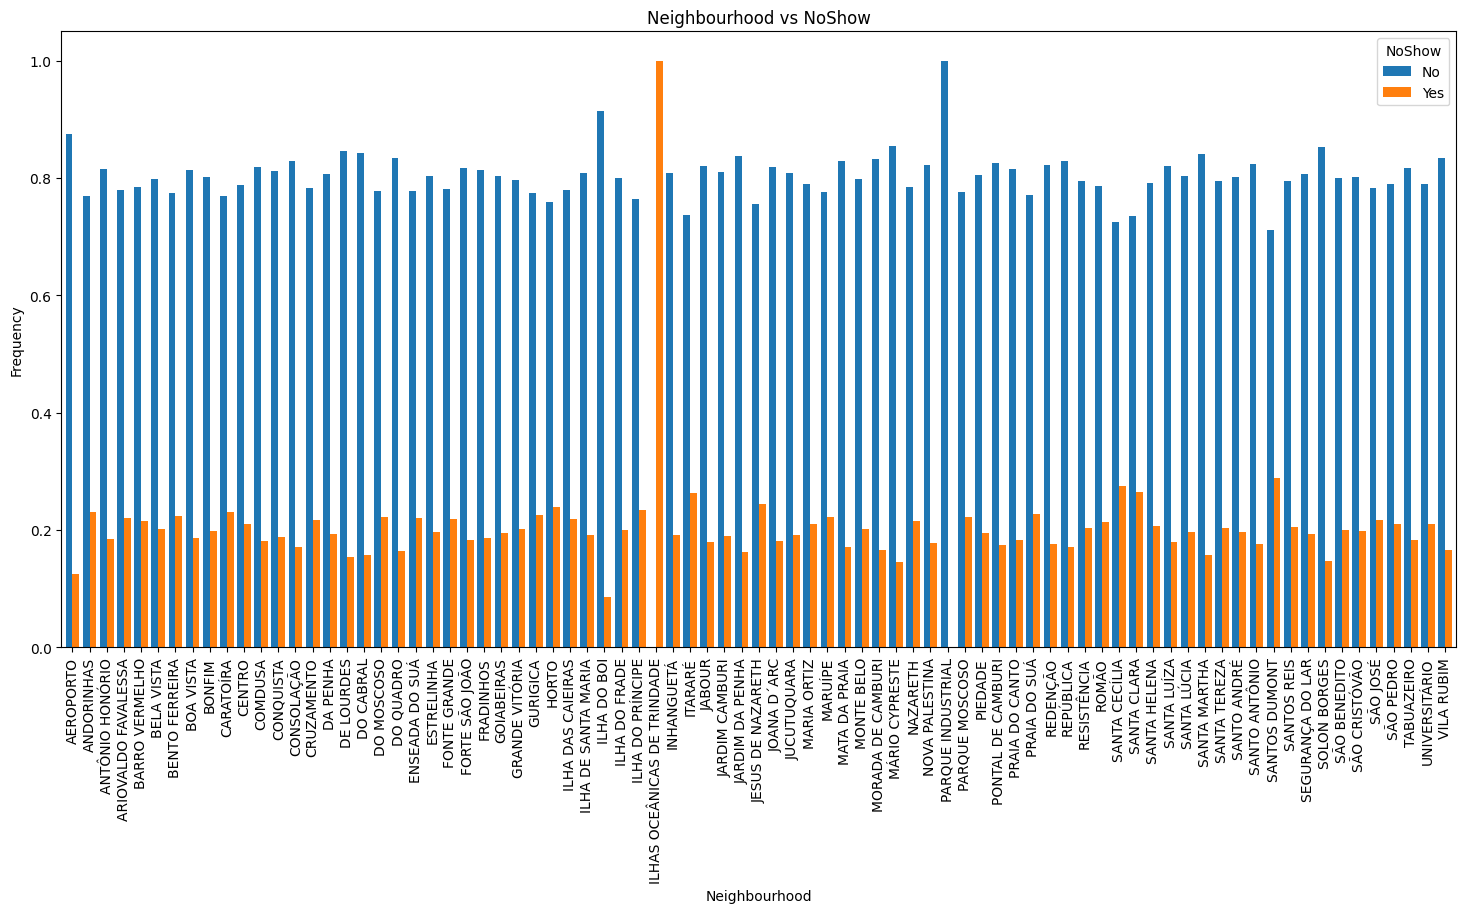 Neighbourhood vs NoShow
NoShow
No
Yes
Frequency
1.0
0.8
0.6
0.4
0.2
0.0
AEROPORTO
ANDORINHAS
ANTÔNIO HONÓRIO
ARIOVALDO FAVALESSA
BARRO VERMELHO
BELA VISTA
BENTO FERREIRA
BOA VISTA
BONFIM
CARATOÍRA
CENTRO
COMDUSA
CONQUISTA
CONSOLAÇÃO
CRUZAMENTO
DA PENHA
DE LOURDES
DO CABRAL
DO MOSCOSO
DO QUADRO
ENSEADA DO SUÁ
ESTRELINHA
FONTE GRANDE
FORTE SÃO JOÃO
FRADINHOS
GOIABEIRAS
GRANDE VITÓRIA
GURIGICA
HORTO
ILHA DAS CAIEIRAS
ILHA DE SANTA MARIA
ILHA DO BOI
ILHA DO FRADE
ILHA DO PRÍNCIPE
ILHAS OCEÂNICAS DE TRINDADE
INHANGUETÁ
ITARARÉ
JABOUR
JARDIM CAMBURI
JARDIM DA PENHA
JESUS DE NAZARETH
JOANA D´ARC
JUCUTUQUARA
MARIA ORTIZ
MARUÍPE
MATA DA PRAIA
MONTE BELO
MORADA DE CAMBURI
MÁRIO CYPRESTE
NAZARETH
NOVA PALESTINA
PARQUE INDUSTRIAL
PARQUE MOSCOSO
PIEDADE
PONTAL DE CAMBURI
PRAIA DO CANTO
PRAIA DO SUÁ
REDENÇÃO
REPÚBLICA
RESISTÊNCIA
ROMÃO
SANTA CECÍLIA
SANTA CLARA
SANTA HELENA
SANTA LUÍZA
SANTA LÚCIA
SANTA MARTHA
SANTA TEREZA
SANTO ANDRÉ
SANTO ANTÔNIO
SANTOS DUMONT
SANTOS REIS
SEGURANÇA DO LAR
SOLON BORGES
SÃO BENEDITO
SÃO CRISTÓVÃO
SÃO JOSÉ
SÃO PEDRO
TABUAZEIRO
UNIVERSITÁRIO
VILA RUBIM
Neighbourhood